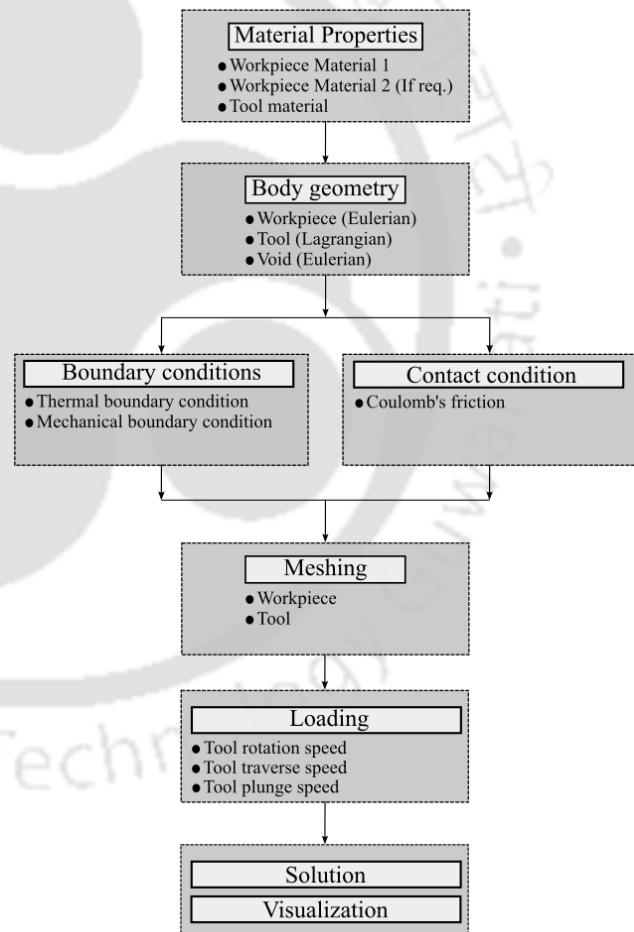 Material Properties
● Workpiece Material 1
● Workpiece Material 2 (If req.)
● Tool material
Body geometry
● Workpiece (Eulerian)
● Tool (Lagrangian)
● Void (Eulerian)
Boundary conditions
● Thermal boundary condition
● Mechanical boundary condition
Contact condition
● Coulomb's friction
Meshing
● Workpiece
● Tool
Loading
● Tool rotation speed
● Tool traverse speed
● Tool plunge speed
Solution
Visualization
Technology Guwahati